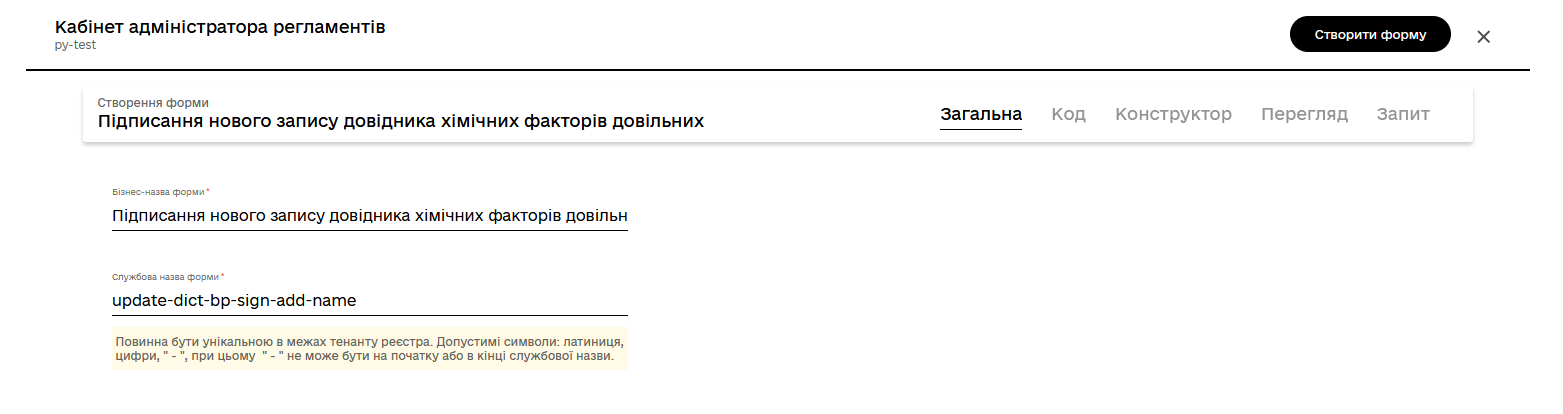 Кабінет адміністратора регламентів
py-test
Створити форму
Створення форми
Підписання нового запису довідника хімічних факторів довільних
Загальна Код Конструктор Перегляд Запит
Бізнес-назва форми *
Підписання нового запису довідника хімічних факторів довільн
Службова назва форми *
update-dict-bp-sign-add-name
Повинна бути унікальною в межах тенанту реєстра. Допустимі символи: латиниця,
цифри, " - ", при цьому " - " не може бути на початку або в кінці службової назви.